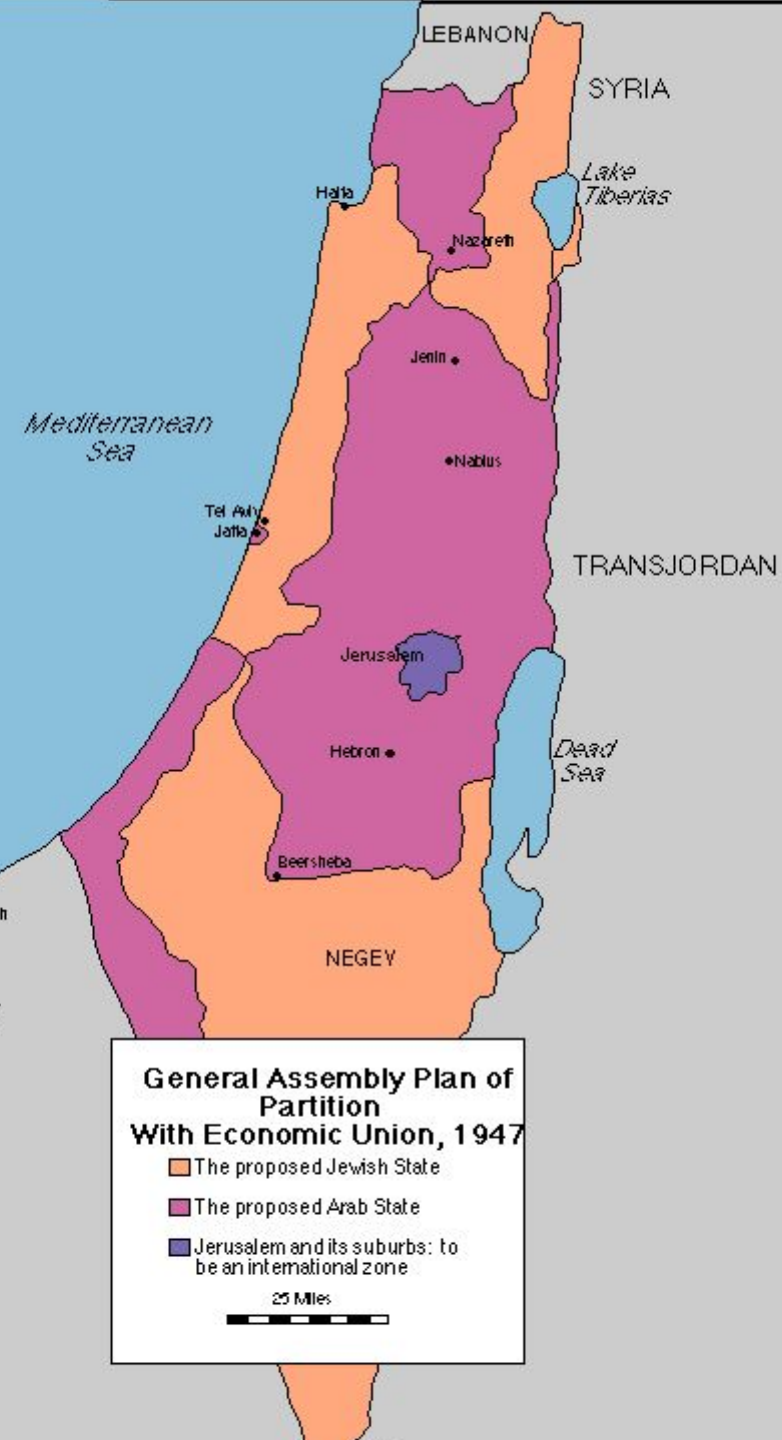 LEBANON
SYRIA
Lake
Tiberias
Haifa
Nazareth
Jenin
Mediterranean
Sea
Nablus
Tel Aviv
Jaffa
TRANSJORDAN
Jerusalem
Hebron
Dead
Sea
Beersheba
h
NEGEV
General Assembly Plan of
Partition
With Economic Union, 1947
The proposed Jewish State
The proposed Arab State
Jerusalem and its suburbs: to
be an international zone
25 Miles